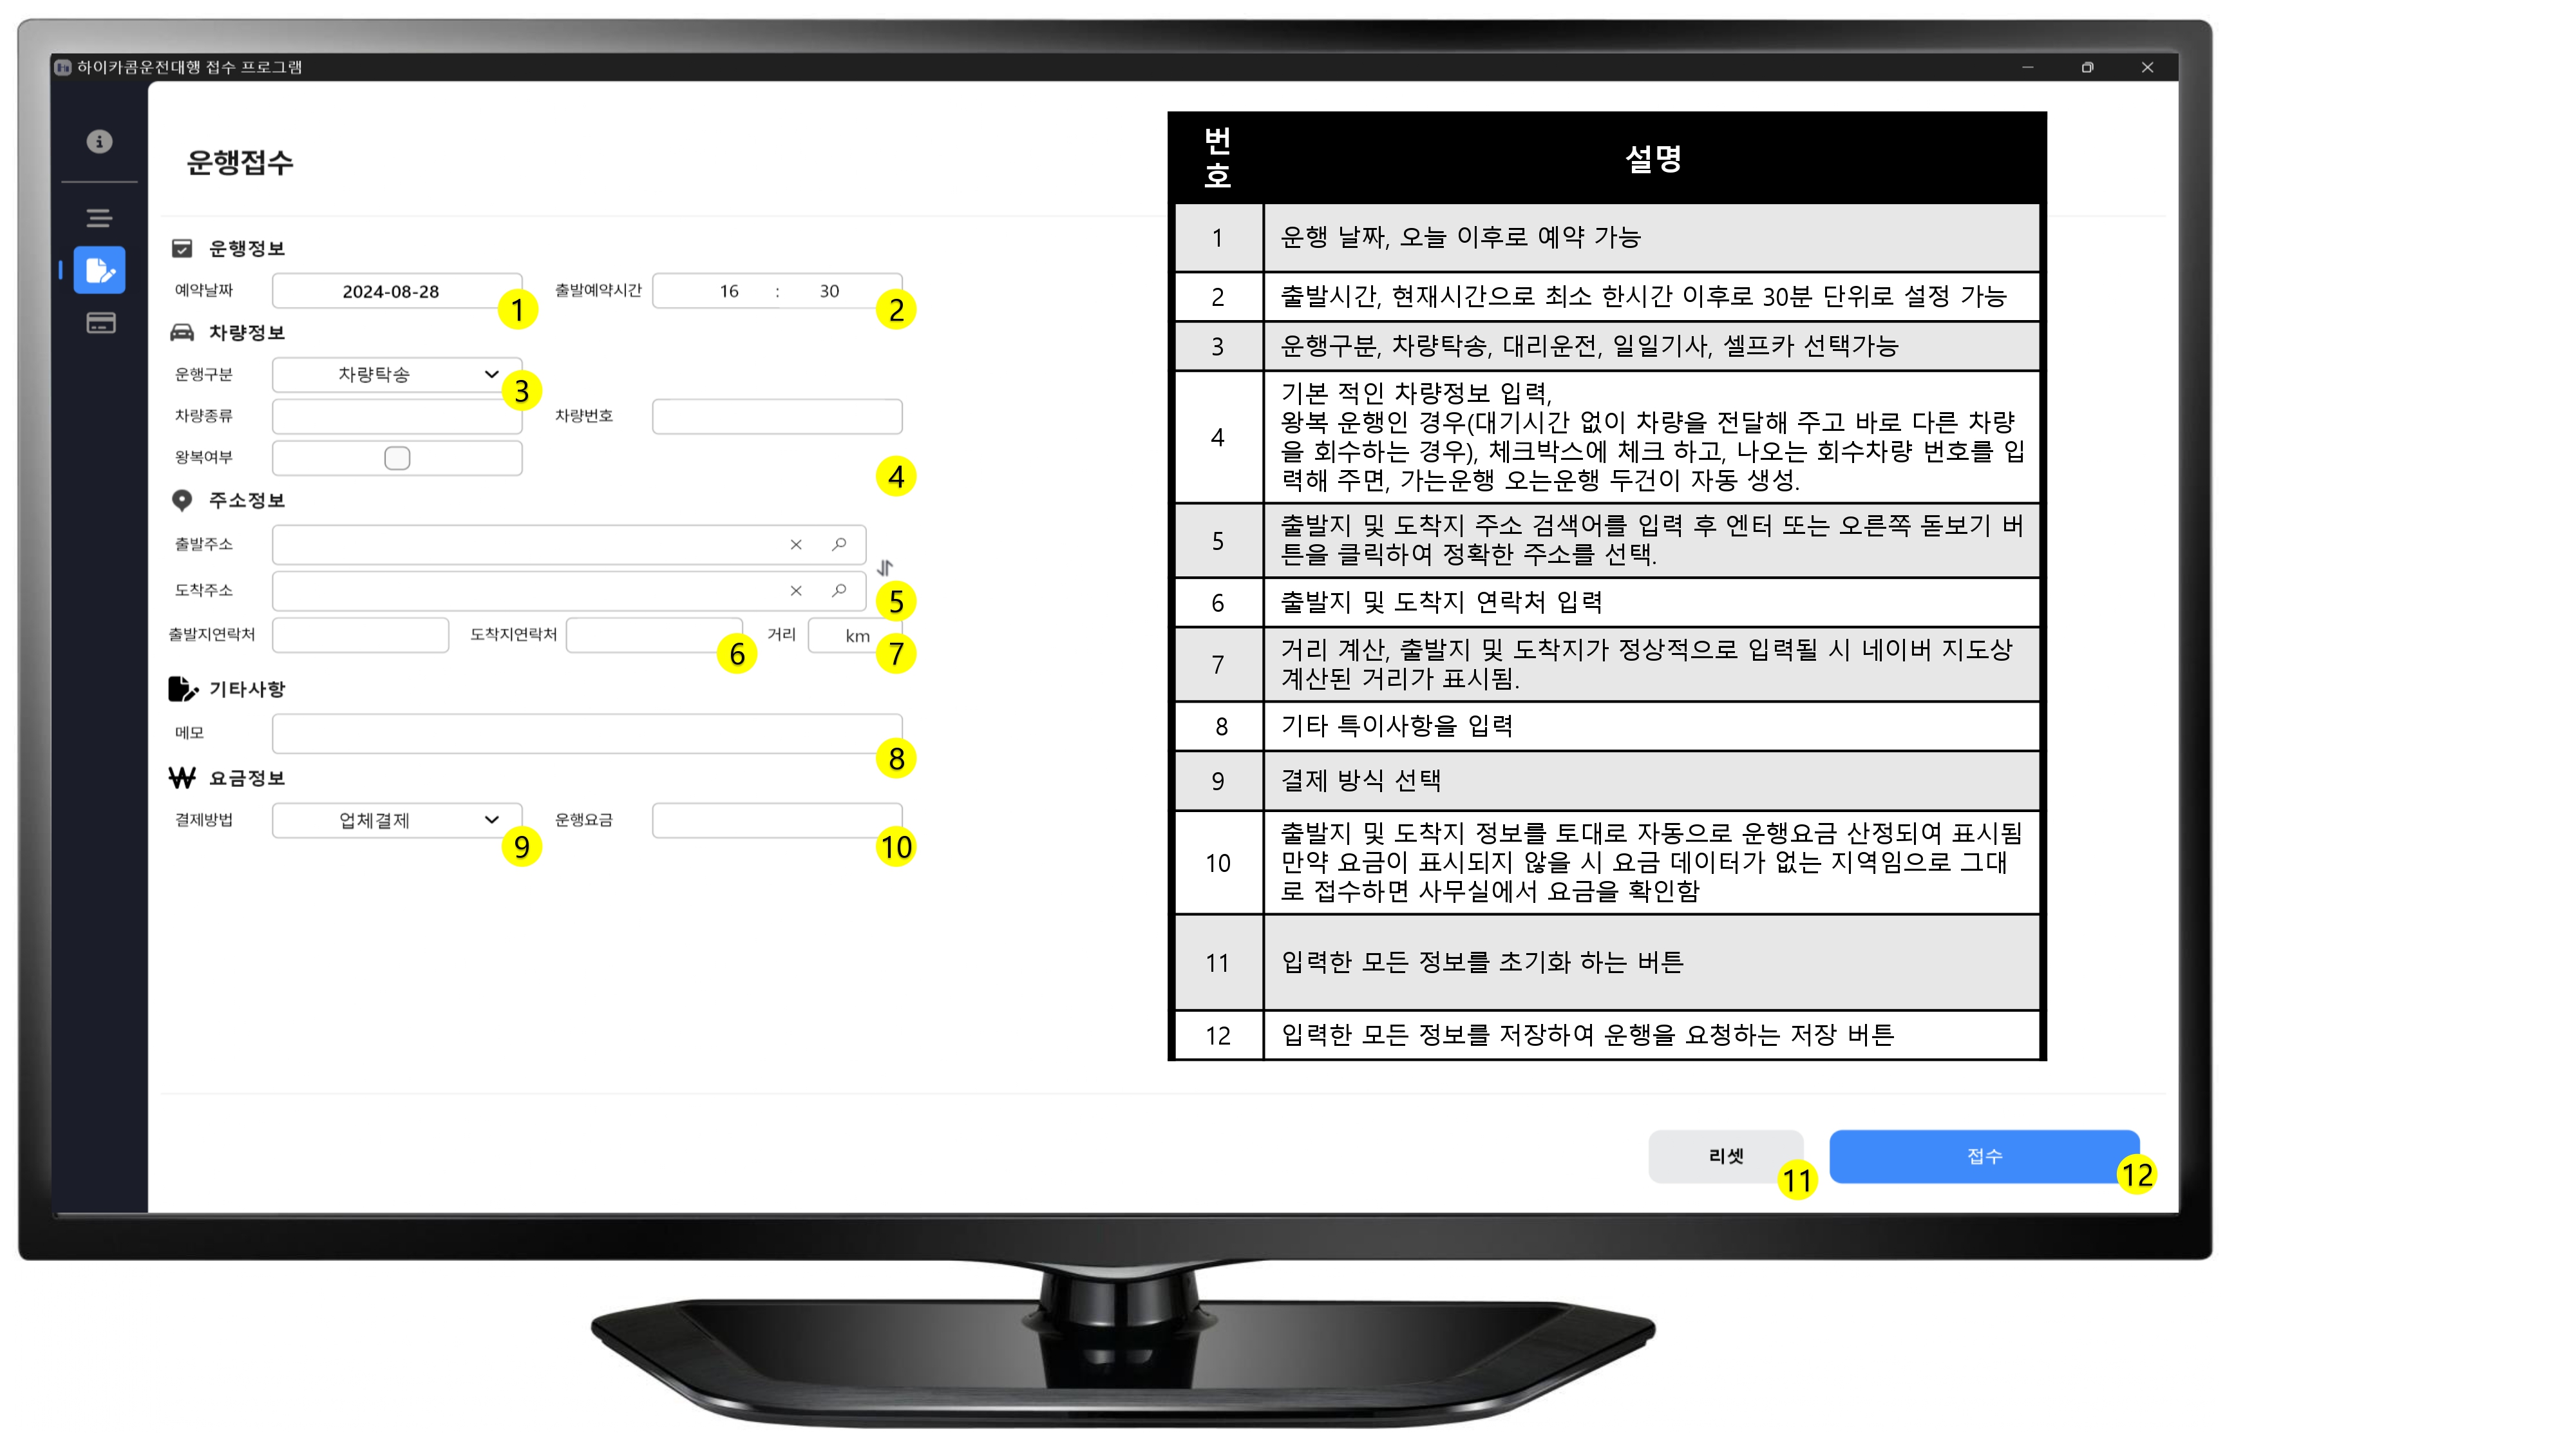 하이카콤운전대행 접수 프로그램
운행접수
운행정보
예약날짜 2024-08-28 1 출발예약시간 16 : 30 2
차량정보
운행구분 차량탁송 3
차량종류 차량번호
왕복여부 4
주소정보
출발주소
도착주소 5
출발지연락처 도착지연락처 6 거리 km 7
기타사항
메모 8
요금정보
결제방법 업체결제 9 운행요금 10
번
호
설명
1 운행 날짜, 오늘 이후로 예약 가능
2 출발시간, 현재시간으로 최소 한시간 이후로 30분 단위로 설정 가능
3 운행구분, 차량탁송, 대리운전, 일일기사, 셀프카 선택가능
4 기본 적인 차량정보 입력,
왕복 운행인 경우(대기시간 없이 차량을 전달해 주고 바로 다른 차량
을 회수하는 경우), 체크박스에 체크 하고, 나오는 회수차량 번호를 입
력해 주면, 가는운행 오는운행 두건이 자동 생성.
5 출발지 및 도착지 주소 검색어를 입력 후 엔터 또는 오른쪽 돋보기 버
튼을 클릭하여 정확한 주소를 선택.
6 출발지 및 도착지 연락처 입력
7 거리 계산, 출발지 및 도착지가 정상적으로 입력될 시 네이버 지도상
계산된 거리가 표시됨.
8 기타 특이사항을 입력
9 결제 방식 선택
10 출발지 및 도착지 정보를 토대로 자동으로 운행요금 산정되여 표시됨
만약 요금이 표시되지 않을 시 요금 데이터가 없는 지역임으로 그대
로 접수하면 사무실에서 요금을 확인함
11 입력한 모든 정보를 초기화 하는 버튼
12 입력한 모든 정보를 저장하여 운행을 요청하는 저장 버튼
리셋 11 접수 12